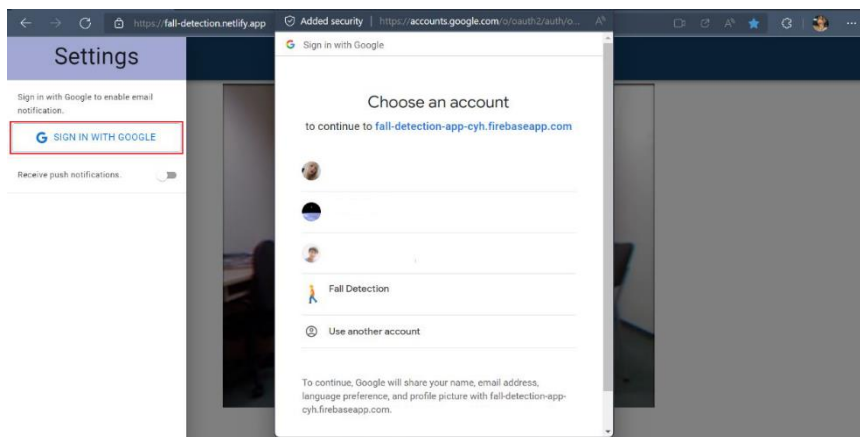 https://fall-detection.netlify.app
Added security | https://accounts.google.com/o/oauth2/auth/o...
Settings
Sign in with Google to enable email
notification.
G SIGN IN WITH GOOGLE
Receive push notifications.
G Sign in with Google
Choose an account
to continue to fall-detection-app-cyh.firebaseapp.com
Fall Detection
Use another account
To continue, Google will share your name, email address,
language preference, and profile picture with fall-detection-app-
cyh.firebaseapp.com.